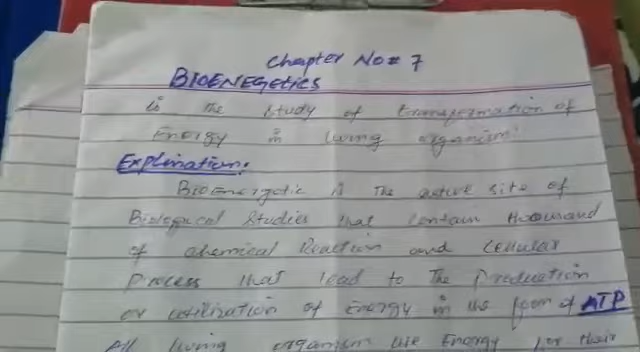 Chapter No# 7
BIOENEGETICS
is the study of transformation of
Energy in living organism.
Explination:
Bioenergetic is The active site of
Biological Studies that contain thousand
of chemical Reaction and cellular
Process that lead to The Production
or utilization of Energy in the form of ATP
All living organism use Energy for their